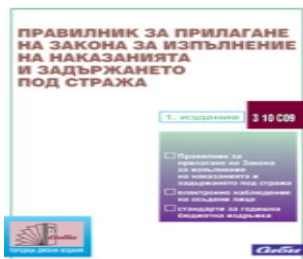 ПРАВИЛНИК ЗА ПРИЛАГАНЕ
НА ЗАКОНА ЗА ИЗПЪЛНЕНИЕ
НА НАКАЗАНИЯТА
И ЗАДЪРЖАНЕТО
ПОД СТРАЖА
1. издание
3 10 С09
Правилник за
прилагане на Закона
за изпълнение
на наказанията и
задържането под стража
електронно наблюдение
на осъдени лица
стандарти за годишна
бюджетна издръжка
Сиби
Сиби